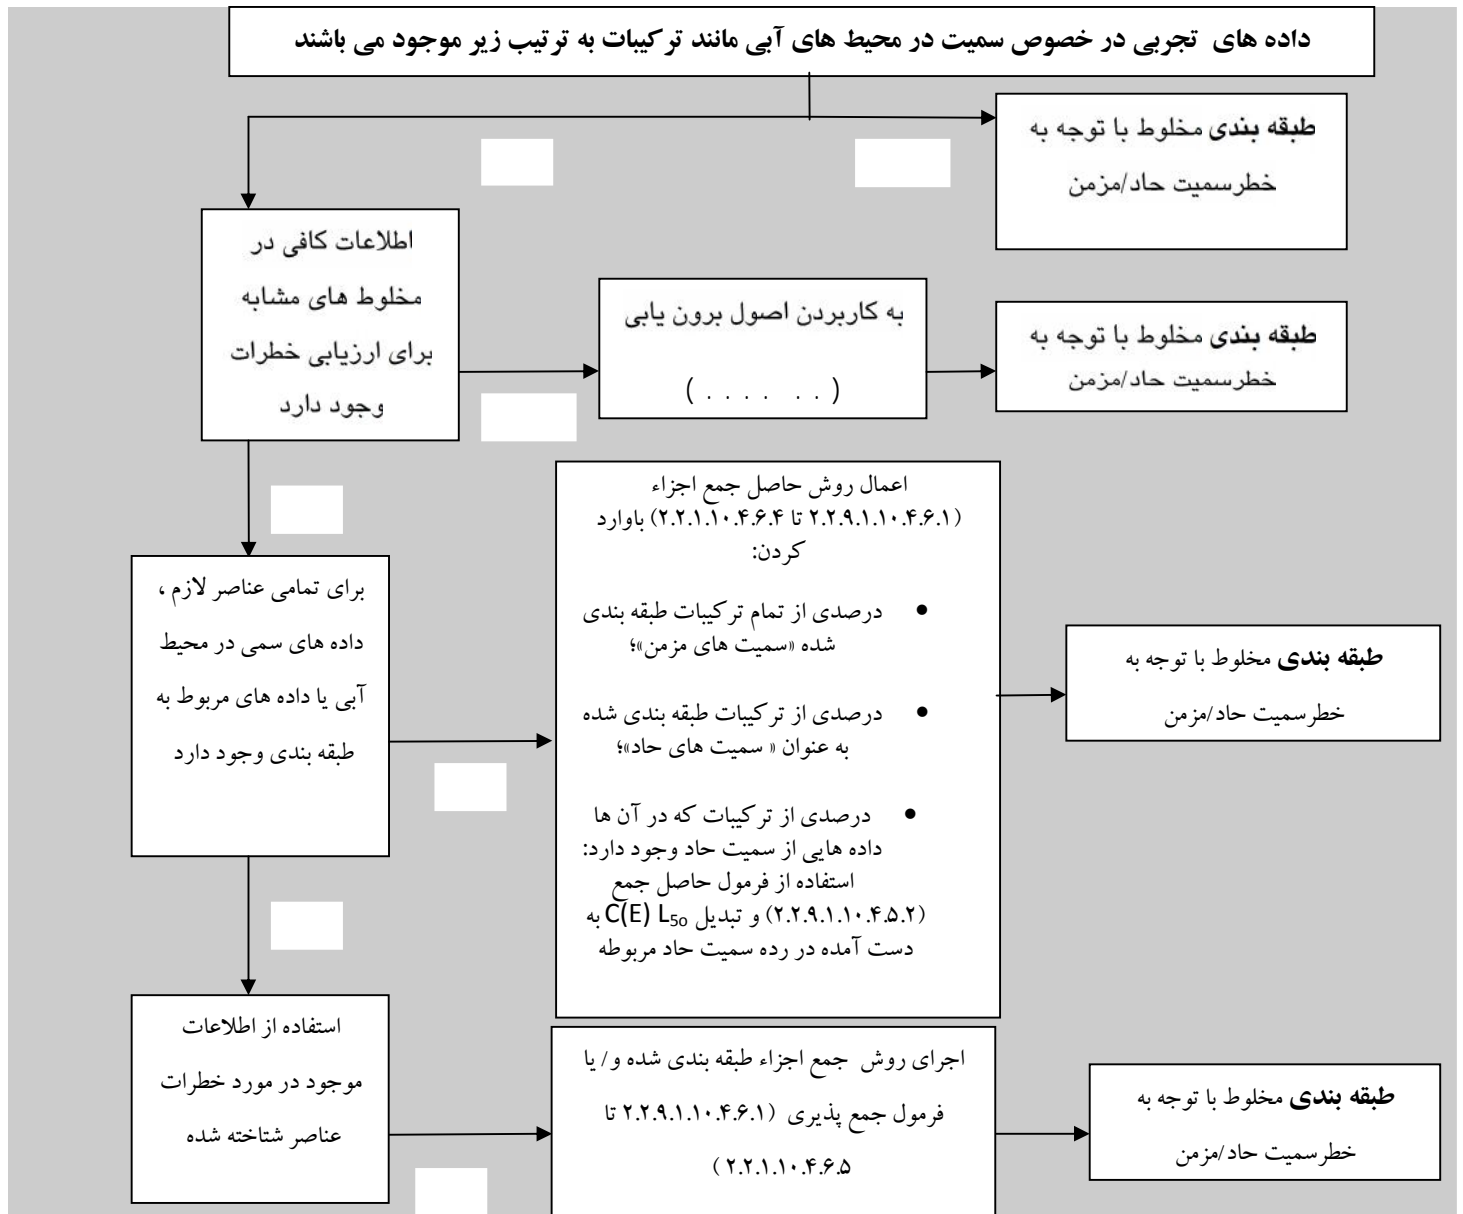 داده های تجربی در خصوص سمیت در محیط های آبی مانند ترکیبات به ترتیب زیر موجود می باشند
طبقه بندی مخلوط با توجه به
خطرسمیت حاد/مزمن
اطلاعات کافی در
مخلوط های مشابه
برای ارزیابی خطرات
وجود دارد
به کاربردن اصول برون یابی
( . . . . . . )
طبقه بندی مخلوط با توجه به
خطرسمیت حاد/مزمن
اعمال روش حاصل جمع اجزاء
(۲.۲.۹.۱.۱۰.۴.۶.۱ تا ۲.۲.۱.۱۰.۴.۶.۴) باوارد
کردن:
• درصدی از تمام ترکیبات طبقه بندی
شده «سمیت های مزمن»؛
• درصدی از ترکیبات طبقه بندی شده
به عنوان « سمیت های حاد»؛
• درصدی از ترکیبات که در آن ها
داده هایی از سمیت حاد وجود دارد:
استفاده از فرمول حاصل جمع
(۲.۲.۹.۱.۱۰.۴.۵.۲) و تبدیل C(E) L₅₀ به
دست آمده در رده سمیت حاد مربوطه
برای تمامی عناصر لازم ،
داده های سمی در محیط
آبی یا داده های مربوط به
طبقه بندی وجود دارد
طبقه بندی مخلوط با توجه به
خطرسمیت حاد/مزمن
استفاده از اطلاعات
موجود در مورد خطرات
عناصر شتاخته شده
اجرای روش جمع اجزاء طبقه بندی شده و/ یا
فرمول جمع پذیری (۲.۲.۹.۱.۱۰.۴.۶.۱ تا
۲.۲.۱.۱۰.۴.۶.۵ )
طبقه بندی مخلوط با توجه به
خطرسمیت حاد/مزمن